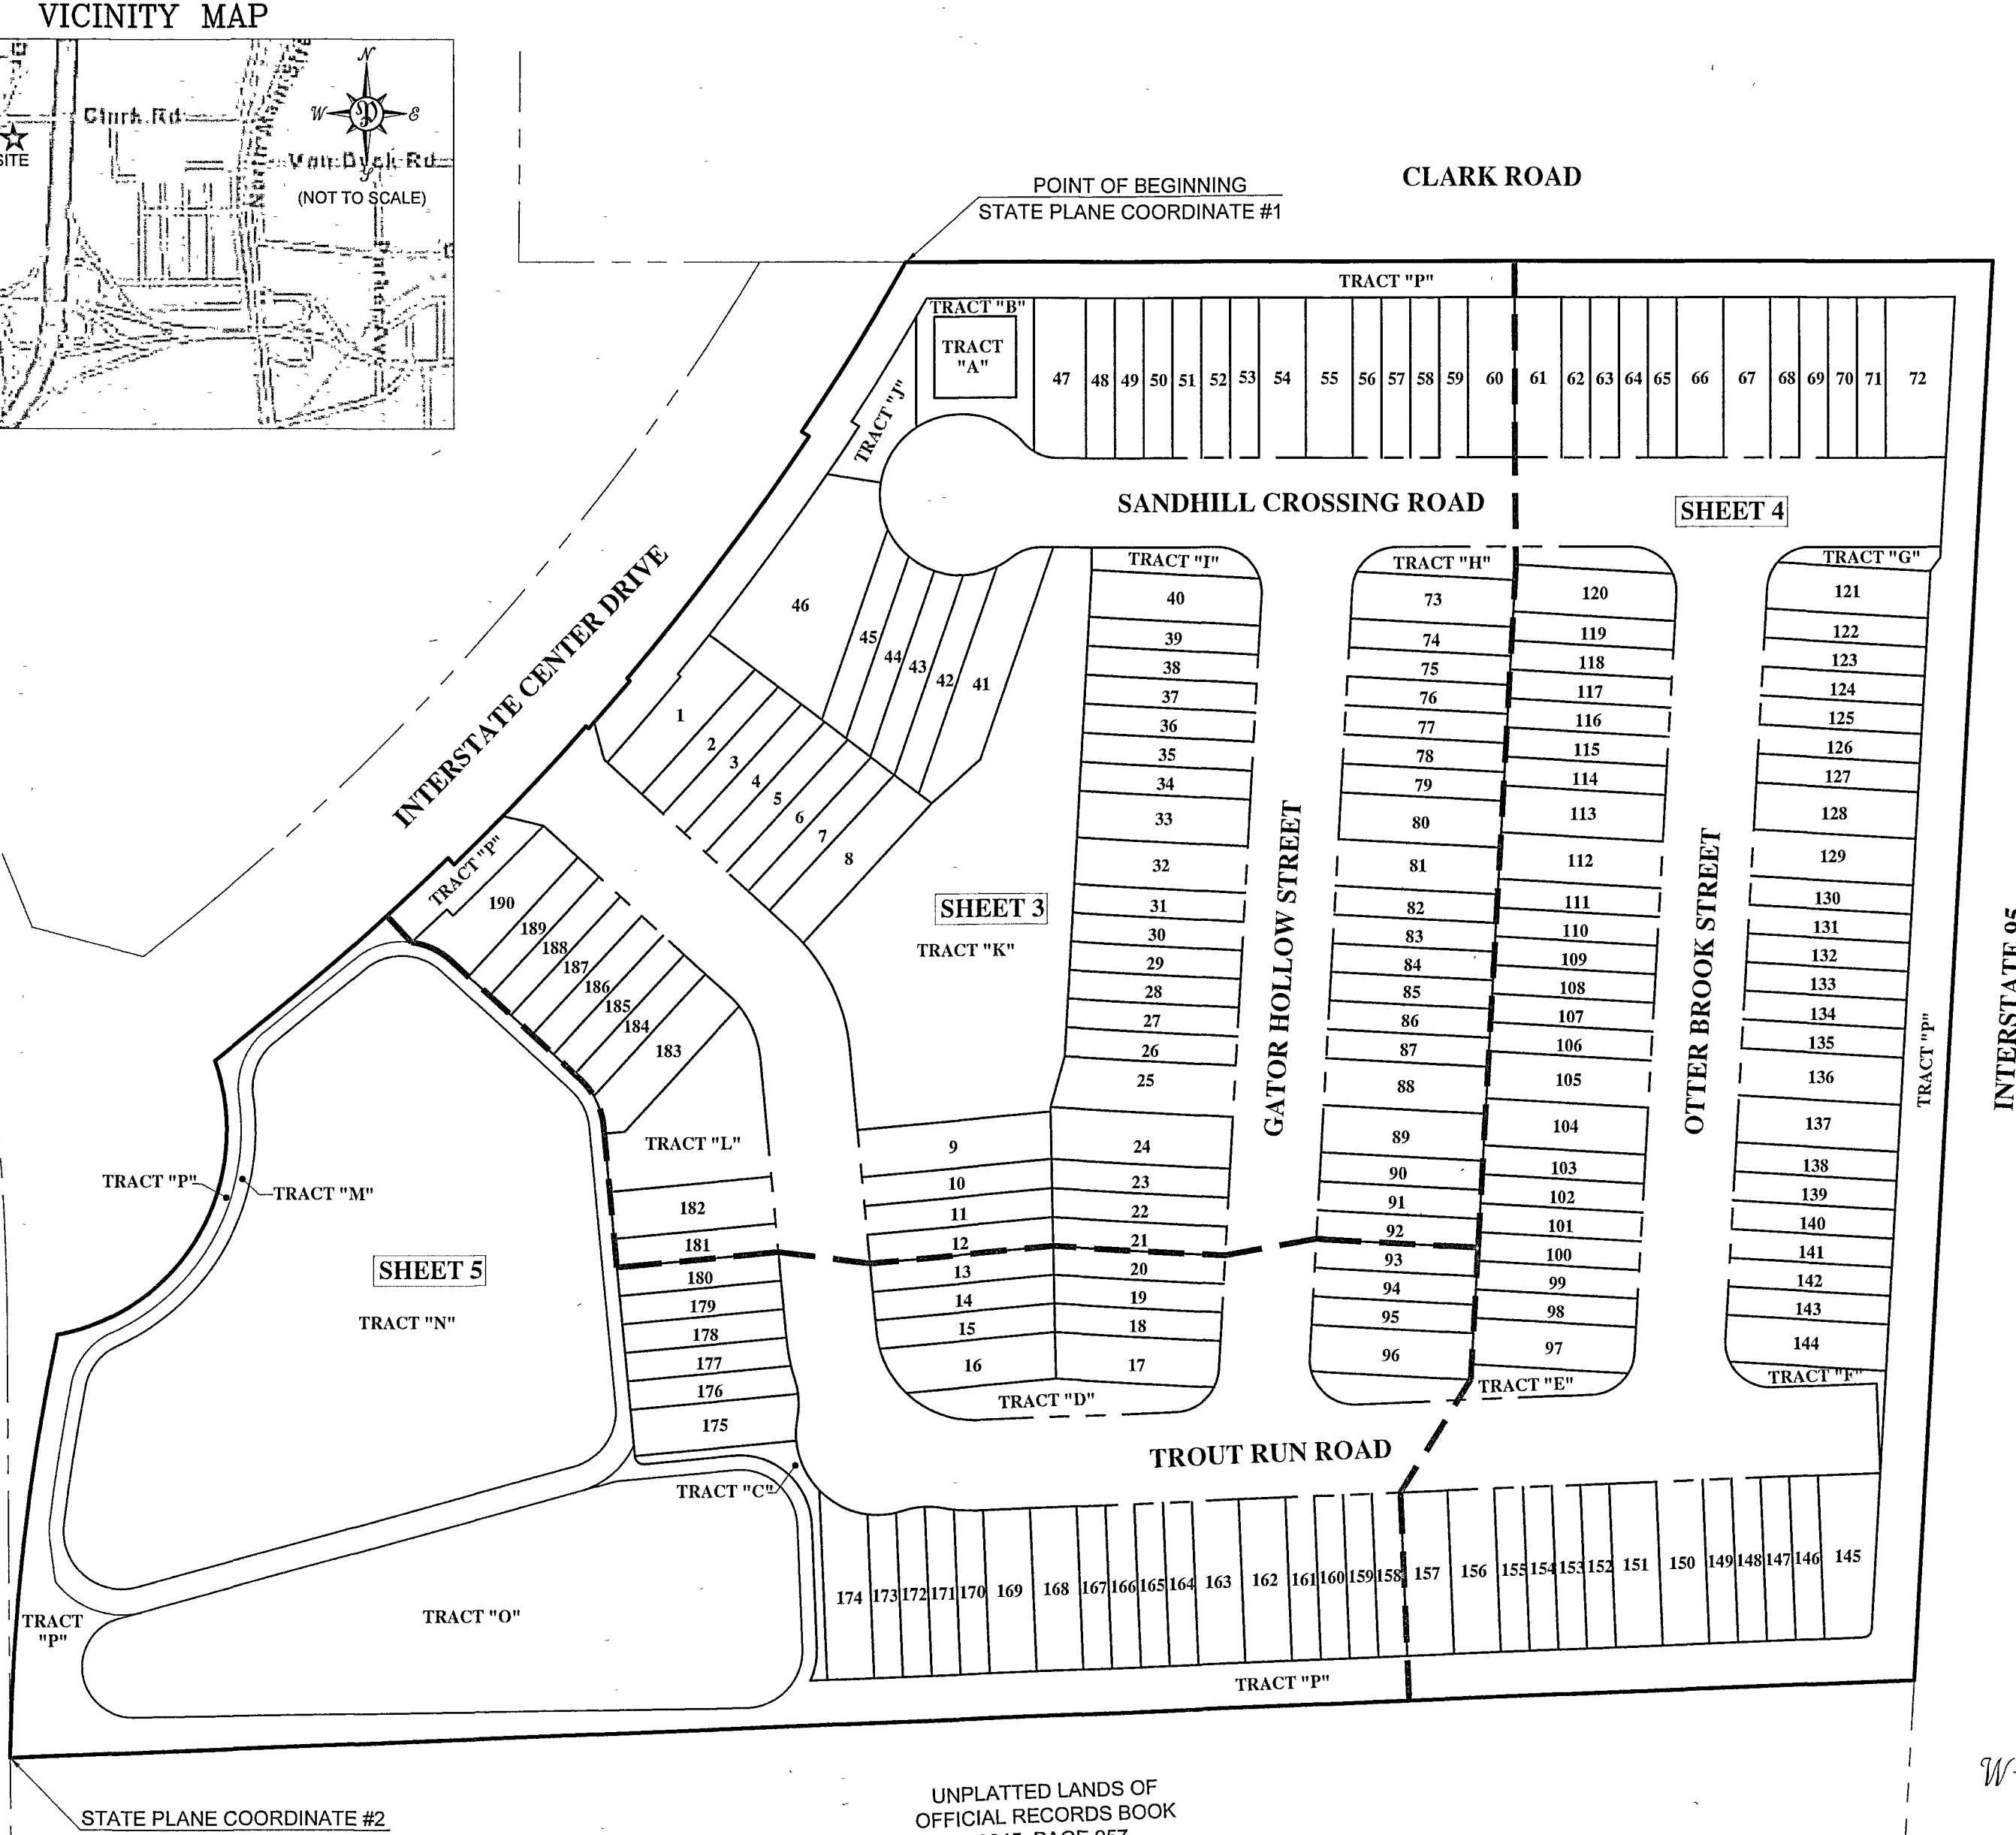 VICINITY MAP
N
Clark Rd
W
E
SITE
Van Dyck Rd
S
(NOT TO SCALE)
CLARK ROAD
POINT OF BEGINNING
STATE PLANE COORDINATE #1
TRACT "P"
TRACT "B"
TRACT
"A"
47 48 49 50 51 52 53 54 55 56 57 58 59 60 61 62 63 64 65 66 67 68 69 70 71 72
TRACT "J"
SANDHILL CROSSING ROAD
SHEET 4
TRACT "I"
TRACT "H"
TRACT "G"
INTERSTATE CENTER DRIVE
46
45
44
43
42
41
1
2
3
4
5
6
7
8
40
39
38
37
36
35
34
33
32
31
30
29
28
27
26
25
24
23
22
21
20
19
18
17
GATOR HOLLOW STREET
73
74
75
76
77
78
79
80
81
82
83
84
85
86
87
88
89
90
91
92
93
94
95
96
120
119
118
117
116
115
114
113
112
111
110
109
108
107
106
105
104
103
102
101
100
99
98
97
OTTER BROOK STREET
121
122
123
124
125
126
127
128
129
130
131
132
133
134
135
136
137
138
139
140
141
142
143
144
TRACT "P"
INTERSTATE 95
SHEET 3
TRACT "K"
TRACT "P"
190
189
188
187
186
185
184
183
TRACT "L"
182
181
180
179
178
177
176
175
9
10
11
12
13
14
15
16
TRACT "P"
TRACT "M"
SHEET 5
TRACT "N"
TRACT "D"
TRACT "E"
TRACT "F"
TROUT RUN ROAD
TRACT "C"
174 173 172 171 170 169 168 167 166 165 164 163 162 161 160 159 158 157 156 155 154 153 152 151 150 149 148 147 146 145
TRACT "O"
TRACT
"P"
TRACT "P"
STATE PLANE COORDINATE #2
UNPLATTED LANDS OF
OFFICIAL RECORDS BOOK
W